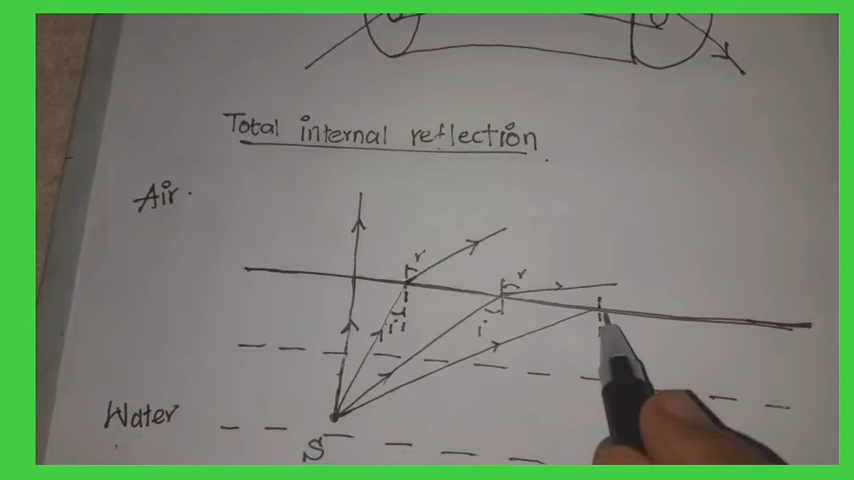 Total internal reflection.
Air.
r
r
i
i
Water
S